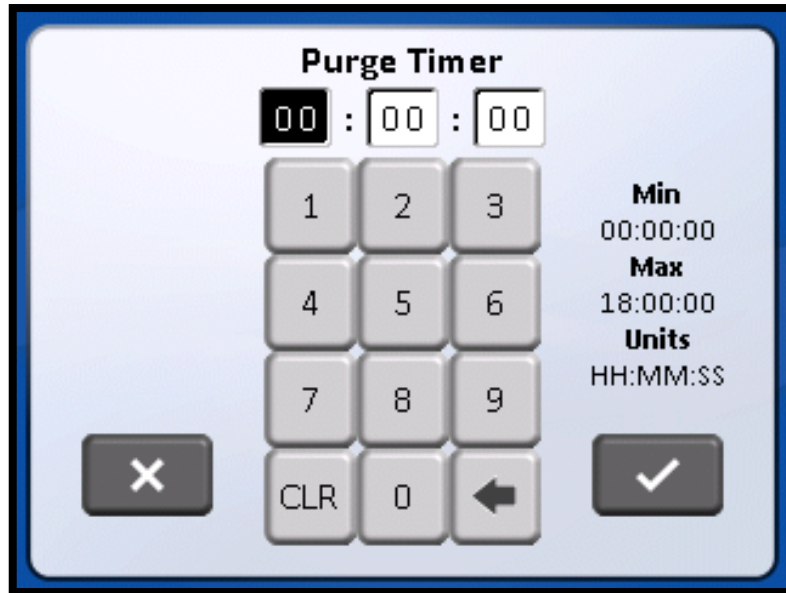 Purge Timer
00 : 00 : 00
1 2 3
4 5 6
7 8 9
CLR 0
Min
00:00:00
Max
18:00:00
Units
HH:MM:SS